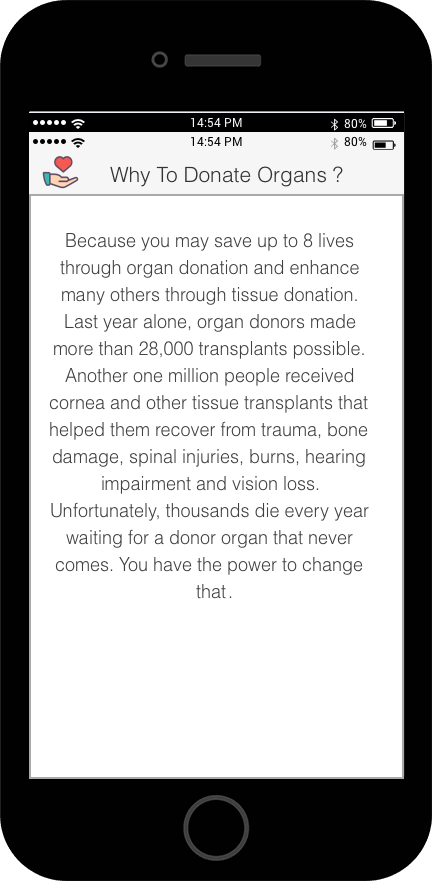 14:54 PM 80%
14:54 PM 80%
Why To Donate Organs ?
Because you may save up to 8 lives
through organ donation and enhance
many others through tissue donation.
Last year alone, organ donors made
more than 28,000 transplants possible.
Another one million people received
cornea and other tissue transplants that
helped them recover from trauma, bone
damage, spinal injuries, burns, hearing
impairment and vision loss.
Unfortunately, thousands die every year
waiting for a donor organ that never
comes. You have the power to change
that.